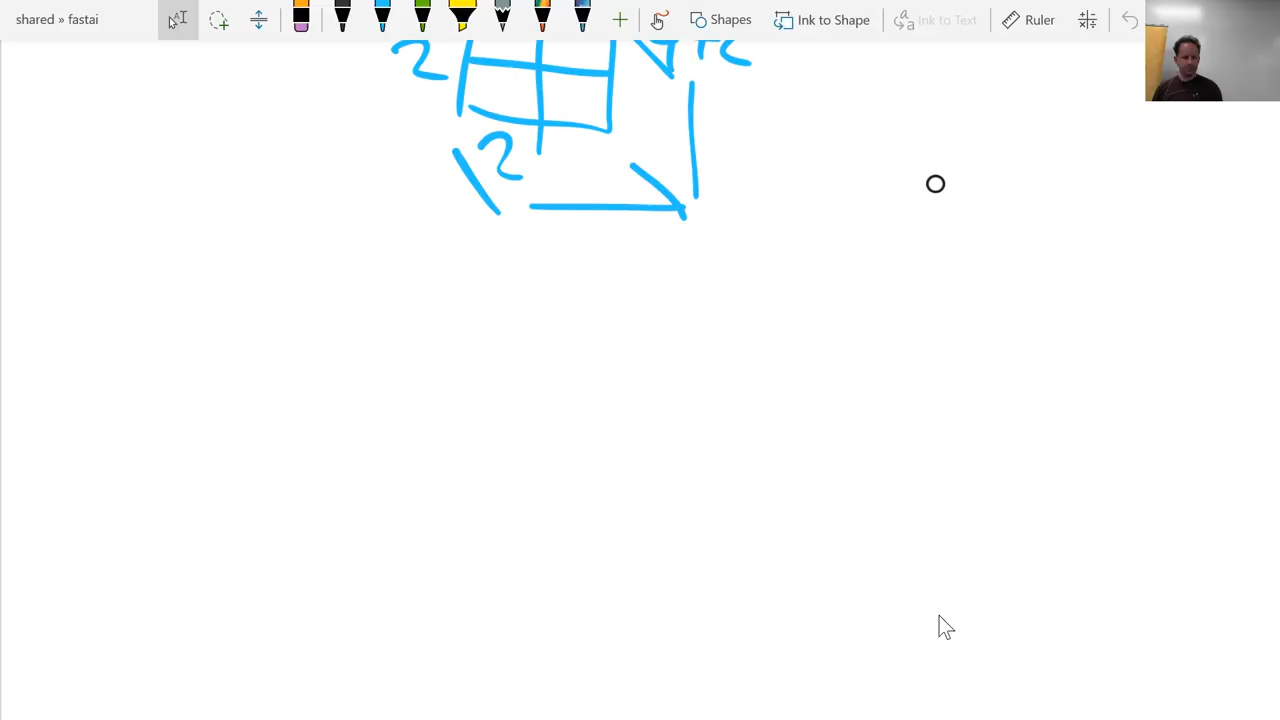 shared » fastai
Shapes
Ink to Shape
Ink to Text
Ruler
2
2